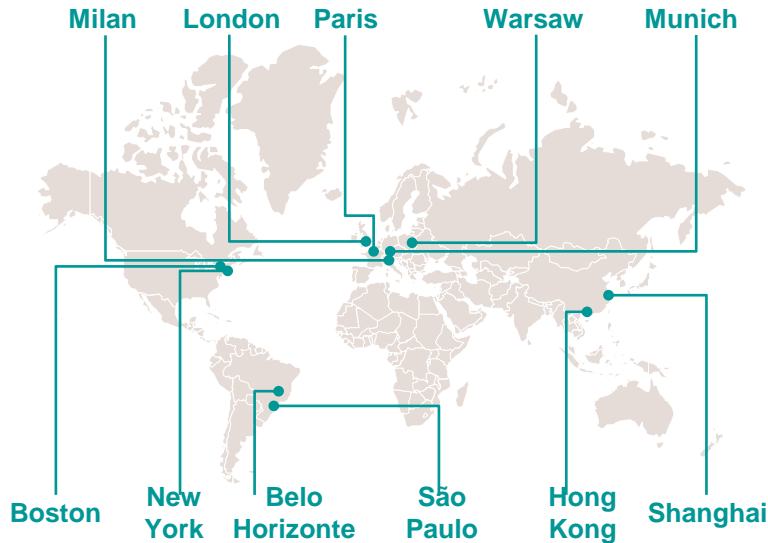 Milan
London
Paris
Warsaw
Munich
Boston
New
York
Belo
Horizonte
São
Paulo
Hong
Kong
Shanghai